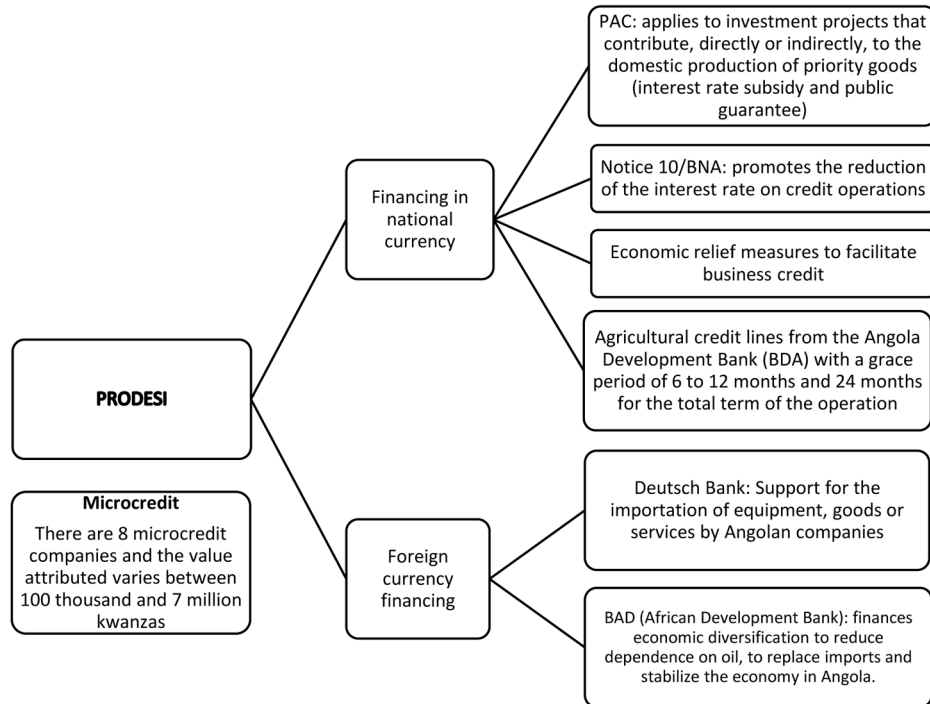 PRODESI
Microcredit
There are 8 microcredit
companies and the value
attributed varies between
100 thousand and 7 million
kwanzas
Financing in
national
currency
PAC: applies to investment projects that
contribute, directly or indirectly, to the
domestic production of priority goods
(interest rate subsidy and public
guarantee)
Notice 10/BNA: promotes the reduction
of the interest rate on credit operations
Economic relief measures to facilitate
business credit
Agricultural credit lines from the Angola
Development Bank (BDA) with a grace
period of 6 to 12 months and 24 months
for the total term of the operation
Foreign
currency
financing
Deutsch Bank: Support for the
importation of equipment, goods or
services by Angolan companies
BAD (African Development Bank): finances
economic diversification to reduce
dependence on oil, to replace imports and
stabilize the economy in Angola.